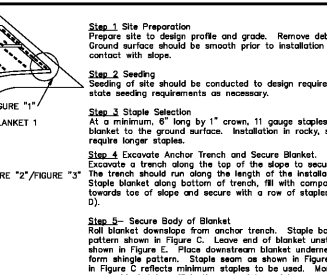 Step 1 Site Preparation
Prepare site to design profile and grade. Remove deb
Ground surface should be smooth prior to installation
contact with slope.
Step 2 Seeding
Seeding of site should be conducted to design require
state seeding requirements as necessary.
GURE "1"
LANKET 1
Step 3 Staple Selection
At a minimum, 6" long by 1" crown, 11 gauge staples
blanket to the ground surface. Installation in rocky, s
require longer staples.
Step 4 Excavate Anchor Trench and Secure Blanket.
Excavate a trench along the top of the slope to secu
RE "2"/FIGURE "3" The trench should run along the length of the installa
Staple blanket along bottom of trench, fill with compa
towards toe of slope and secure with a row of staples
D).
Step 5- Secure Body of Blanket
Roll blanket downslope from anchor trench. Staple bo
pattern shown in Figure C. Leave end of blanket unst
shown in Figure E. Place downstream blanket underne
form shingle pattern. Staple seam as shown in Figure
in Figure C reflects minimum staples to be used. Mo